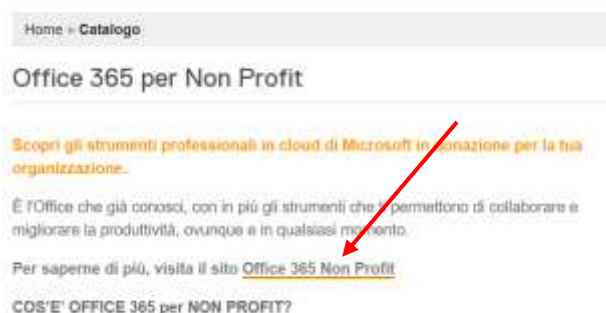 Home » Catalogo
Office 365 per Non Profit
Scopri gli strumenti professionali in cloud di Microsoft in donazione per la tua
organizzazione.
È l'Office che già conosci, con in più gli strumenti che ti permettono di collaborare e
migliorare la produttività, ovunque e in qualsiasi momento.
Per saperne di più, visita il sito Office 365 Non Profit
COS'E' OFFICE 365 per NON PROFIT?